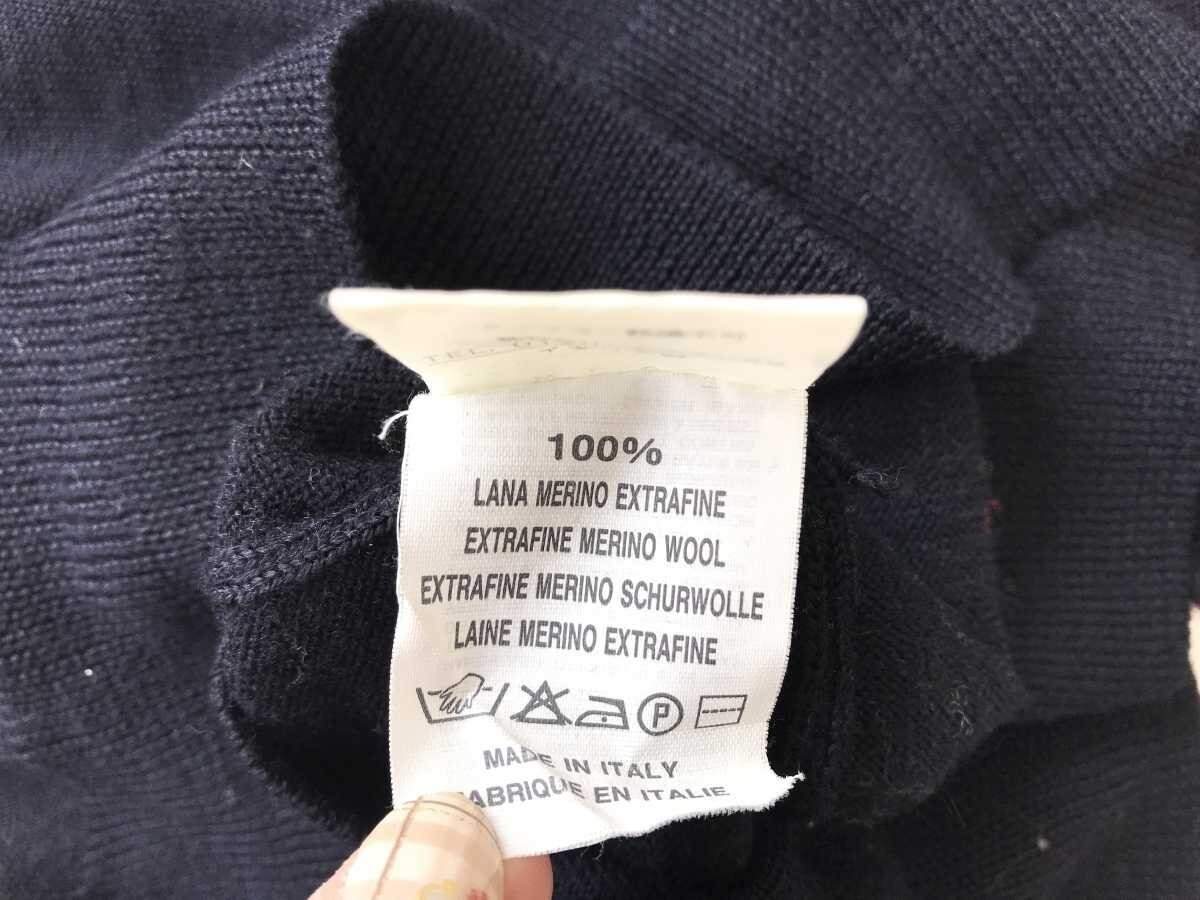 100%
LANA MERINO EXTRAFINE
EXTRAFINE MERINO WOOL
EXTRAFINE MERINO SCHURWOLLE
LAINE MERINO EXTRAFINE
P
MADE IN ITALY
FABRIQUE EN ITALIE